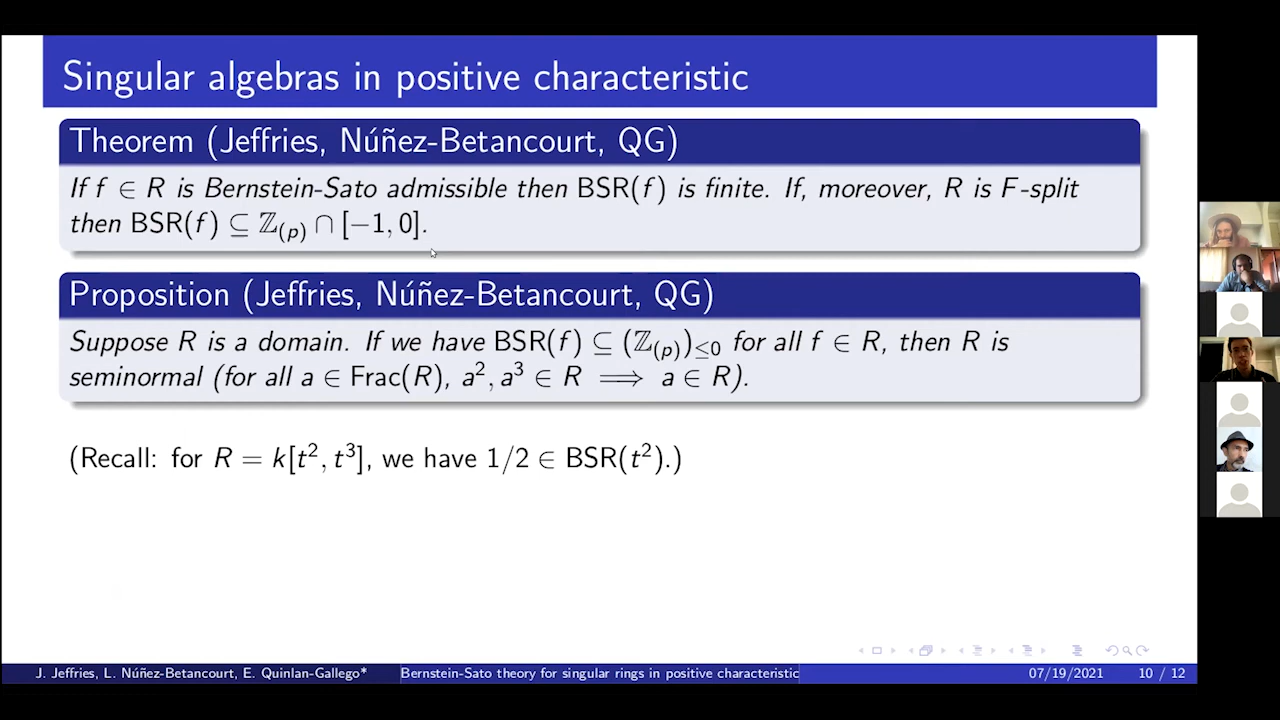 Singular algebras in positive characteristic
Theorem (Jeffries, Núñez-Betancourt, QG)
If f ∈ R is Bernstein-Sato admissible then BSR(f) is finite. If, moreover, R is F-split
then BSR(f) ⊆ ℤ₍ₚ₎ ∩ [−1, 0].
Proposition (Jeffries, Núñez-Betancourt, QG)
Suppose R is a domain. If we have BSR(f) ⊆ (ℤ₍ₚ₎)≤0 for all f ∈ R, then R is
seminormal (for all a ∈ Frac(R), a², a³ ∈ R ⟹ a ∈ R).
(Recall: for R = k[t², t³], we have 1/2 ∈ BSR(t²).)
J. Jeffries, L. Núñez-Betancourt, E. Quinlan-Gallego* Bernstein-Sato theory for singular rings in positive characteristic 07/19/2021 10 / 12